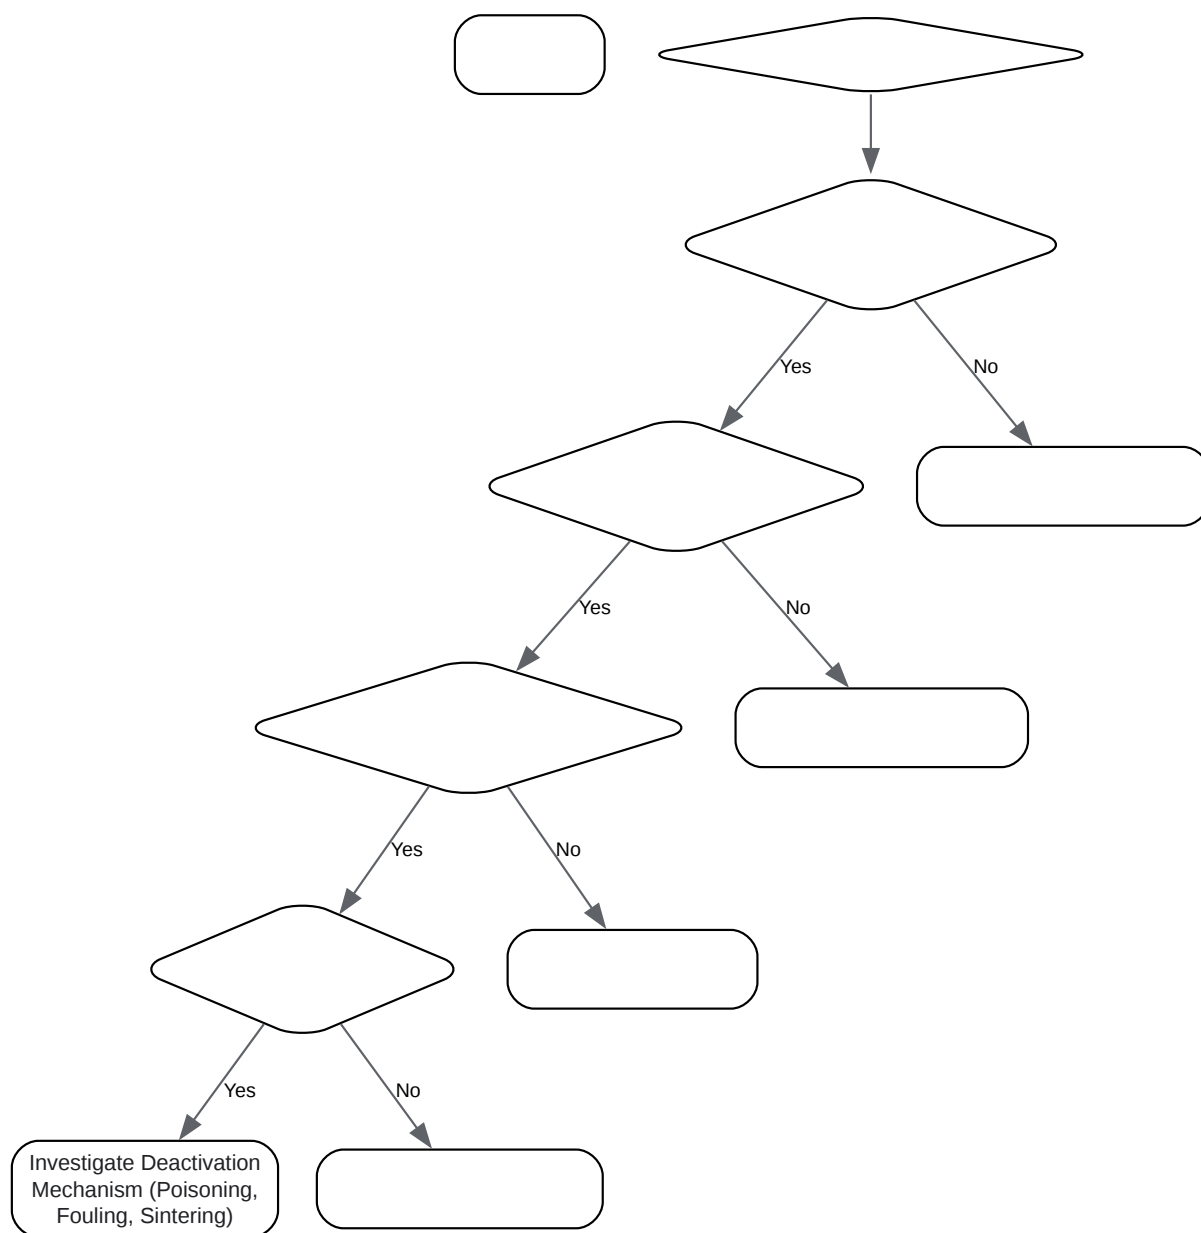 Yes
No
Yes
No
Yes
No
Yes
No
Investigate Deactivation
Mechanism (Poisoning,
Fouling, Sintering)